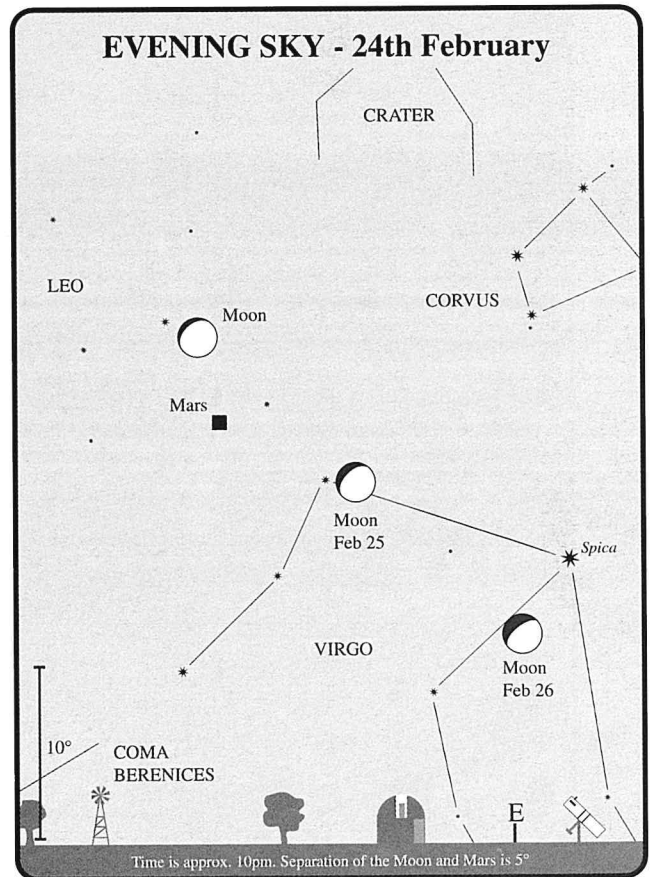 EVENING SKY - 24th February
CRATER
LEO
CORVUS
Moon
Mars
Moon
Feb 25
Spica
VIRGO
Moon
Feb 26
10°
COMA
BERENICES
E
Time is approx. 10pm. Separation of the Moon and Mars is 5°